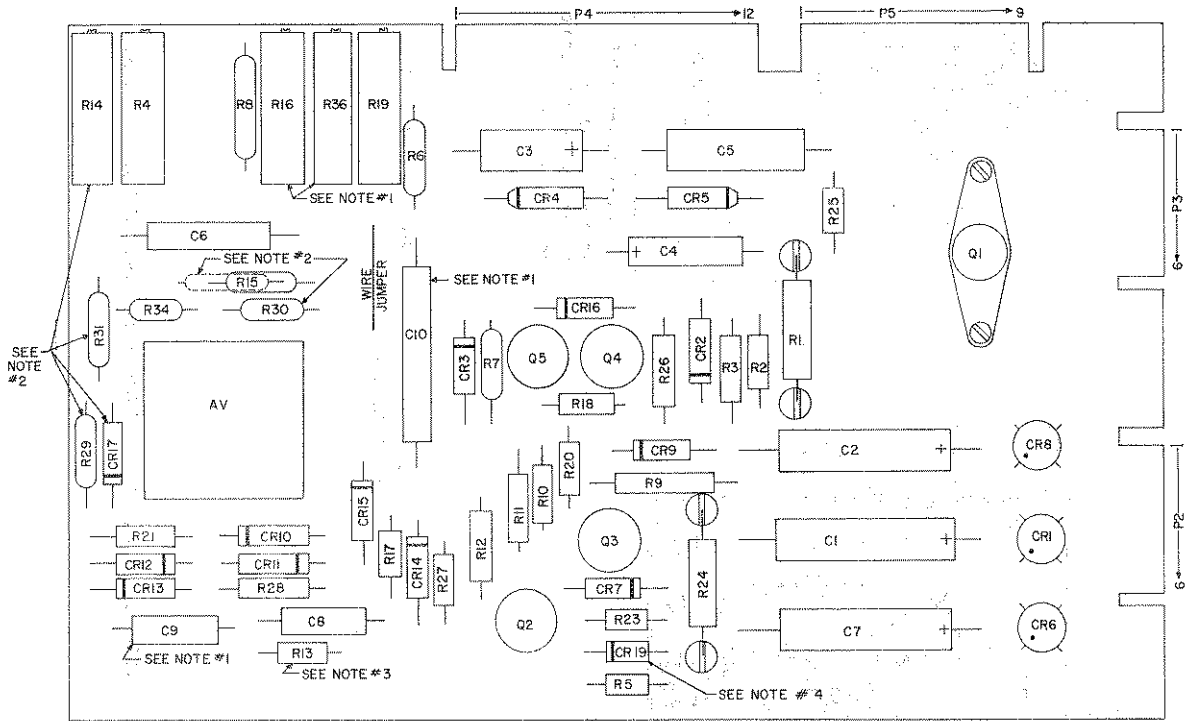 P4 12
P5 9
R14
R4
R8
R16
R36
R19
R6
C3 +
C5
SEE NOTE #1
CR4
CR5
R25
P3
6
C6
+ C4
Q1
SEE NOTE #2
R15
WIRE JUMPER
SEE NOTE #1
R34
R30
R31
C10
CR16
R1
SEE
NOTE
#2
CR3
R7
Q5
Q4
R26
CR2
R3
R2
AV
R18
R29
CR17
R20
CR9
C2 +
CR8
R9
R11
R10
CR15
P2
6
R21
CR10
R17
CR14
R12
Q3
C1 +
CR1
CR12
CR11
R27
CR13
R28
CR7
R24
C9
C8
Q2
R23
C7 +
CR6
SEE NOTE #1
R13
CR19
SEE NOTE #3
R5
SEE NOTE #4